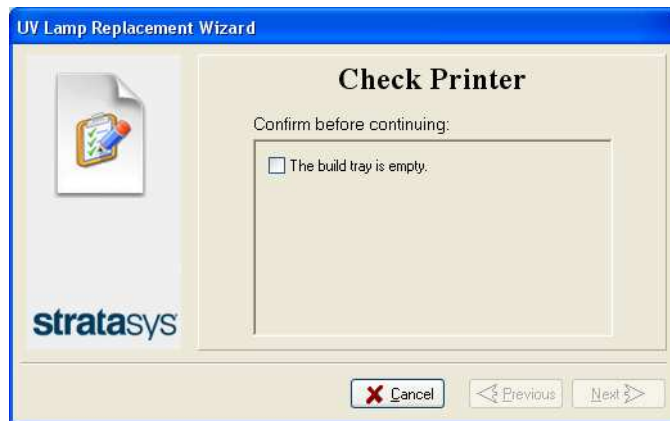 UV Lamp Replacement Wizard
Check Printer
Confirm before continuing:
The build tray is empty.
stratasys
Cancel
Previous
Next